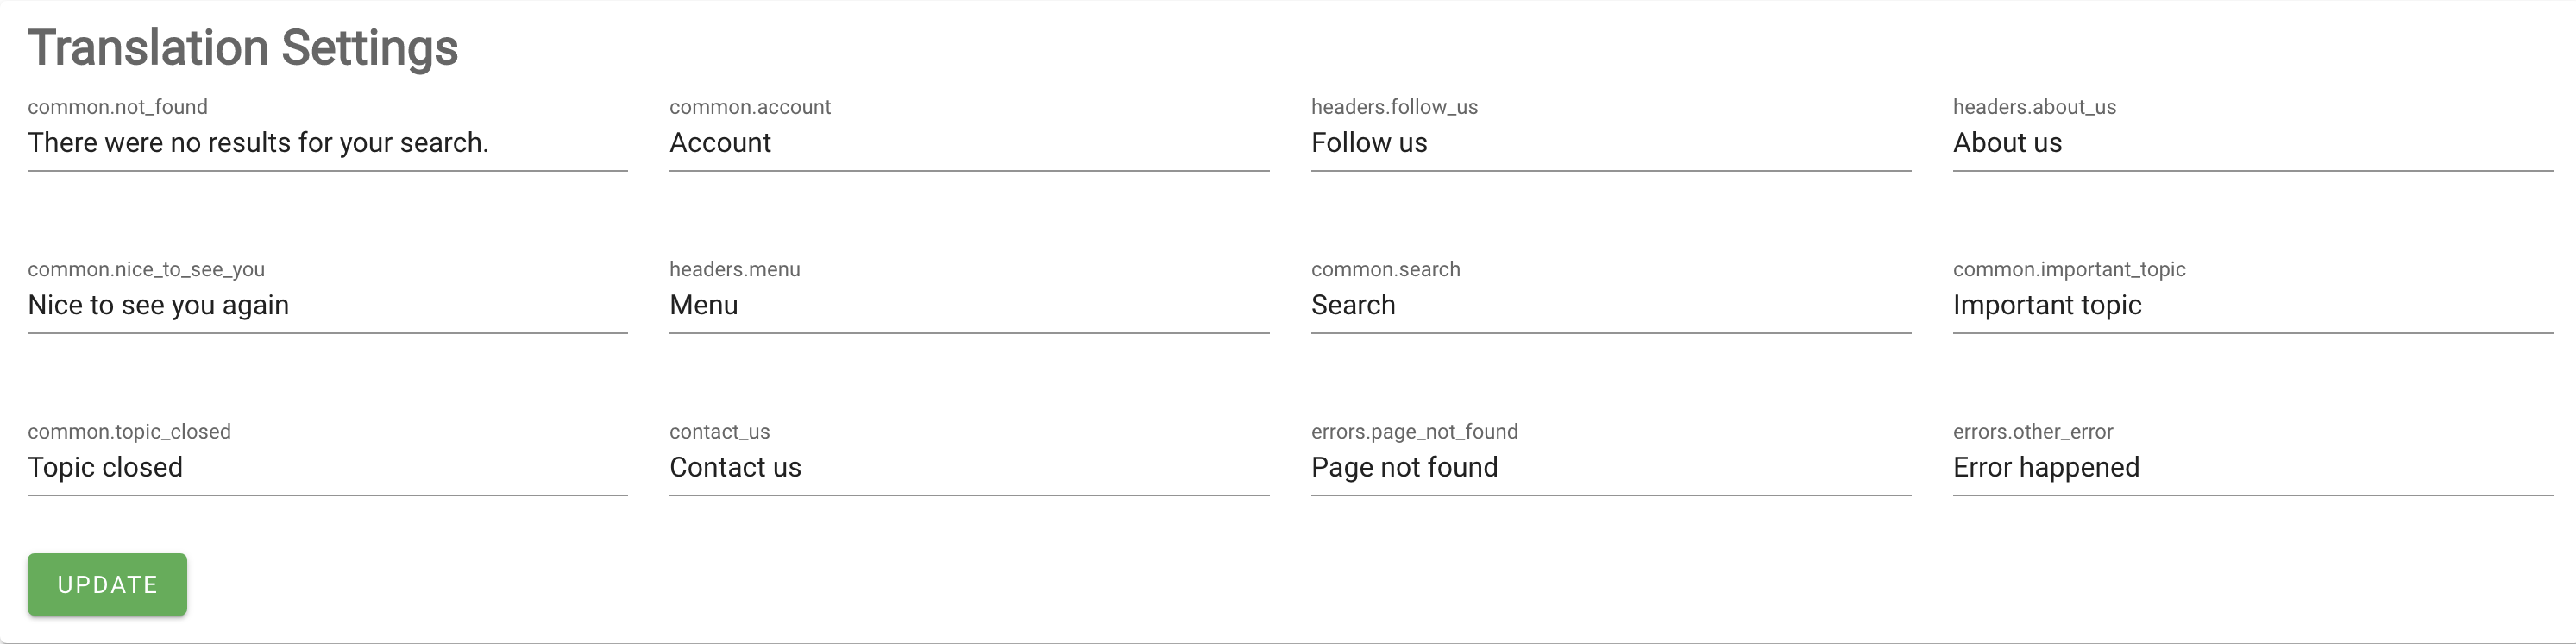 Translation Settings
common.not_found
There were no results for your search.
common.account
Account
headers.follow_us
Follow us
headers.about_us
About us
common.nice_to_see_you
Nice to see you again
headers.menu
Menu
common.search
Search
common.important_topic
Important topic
common.topic_closed
Topic closed
contact_us
Contact us
errors.page_not_found
Page not found
errors.other_error
Error happened
UPDATE